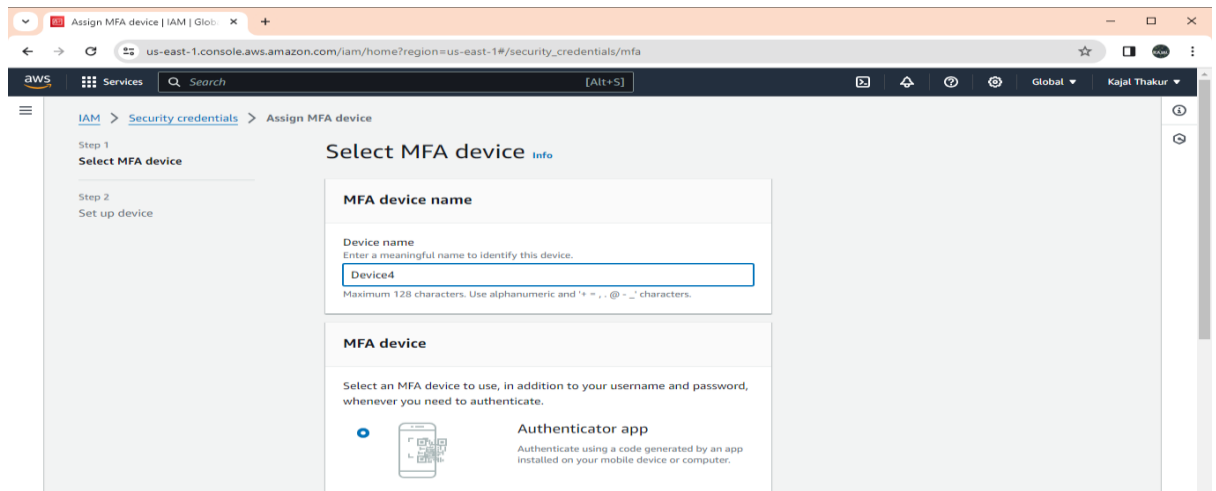 Assign MFA device | IAM | Glob
us-east-1.console.aws.amazon.com/iam/home?region=us-east-1#/security_credentials/mfa
aws Services Search [Alt+S] Global Kajal Thakur
IAM > Security credentials > Assign MFA device
Step 1
Select MFA device
Step 2
Set up device
Select MFA device Info
MFA device name
Device name
Enter a meaningful name to identify this device.
Device4
Maximum 128 characters. Use alphanumeric and '+ = , . @ - _' characters.
MFA device
Select an MFA device to use, in addition to your username and password,
whenever you need to authenticate.
Authenticator app
Authenticate using a code generated by an app
installed on your mobile device or computer.